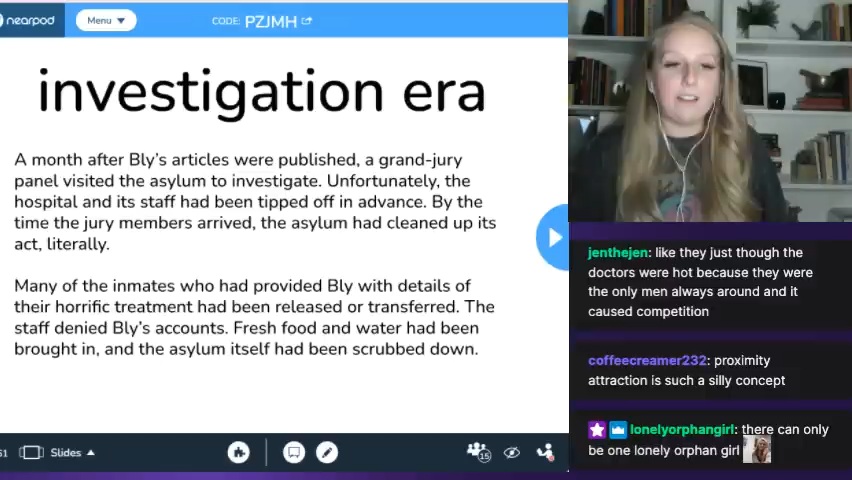 nearpod
Menu
CODE: PZJMH
investigation era
A month after Bly's articles were published, a grand-jury
panel visited the asylum to investigate. Unfortunately, the
hospital and its staff had been tipped off in advance. By the
time the jury members arrived, the asylum had cleaned up its
act, literally.
Many of the inmates who had provided Bly with details of
their horrific treatment had been released or transferred. The
staff denied Bly's accounts. Fresh food and water had been
brought in, and the asylum itself had been scrubbed down.
Slides
15
jenthejen: like they just though the
doctors were hot because they were
the only men always around and it
caused competition
coffeecreamer232: proximity
attraction is such a silly concept
lonelyorphangirl: there can only
be one lonely orphan girl